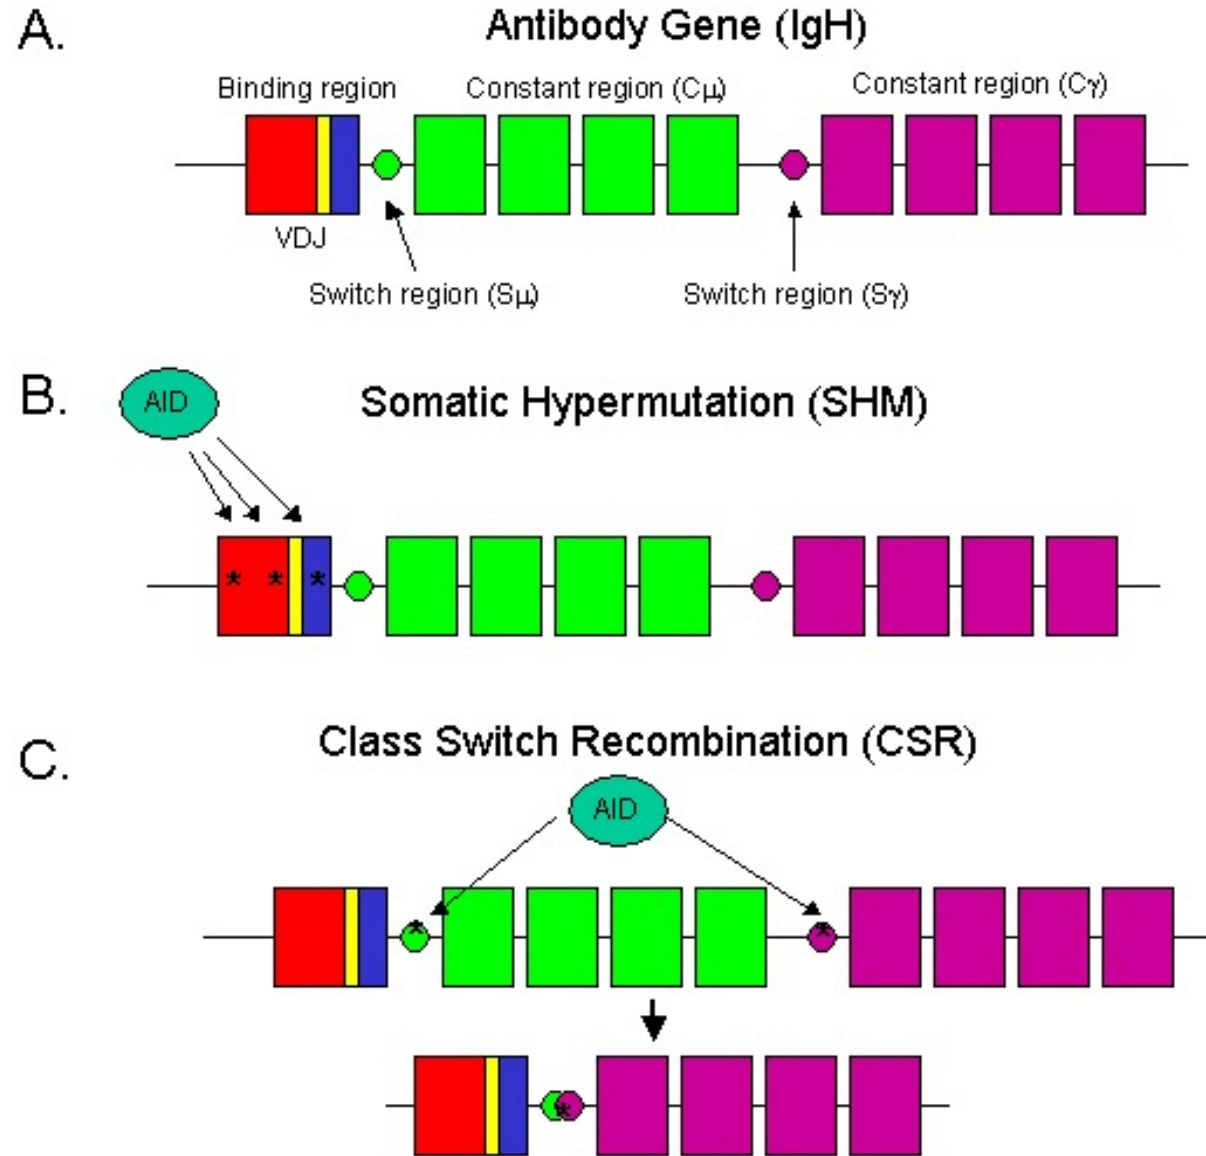 A.
Antibody Gene (IgH)
Binding region
Constant region (Cμ)
Constant region (Cγ)
VDJ
Switch region (Sμ)
Switch region (Sγ)
B.
AID
Somatic Hypermutation (SHM)
* * *
C.
Class Switch Recombination (CSR)
AID
* *
*